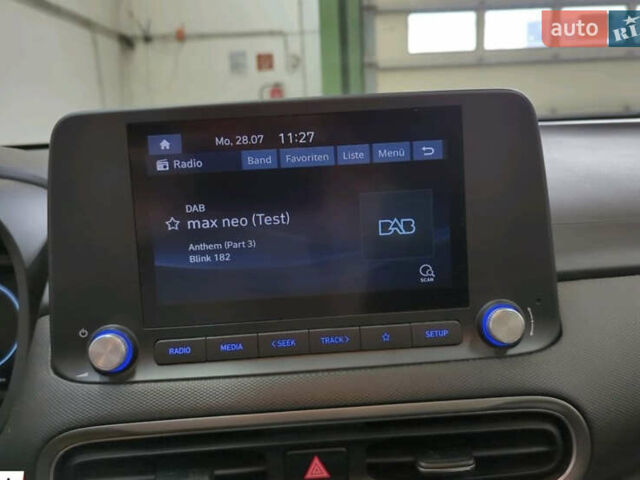 auto RIA
Mo, 28.07 11:27
Radio Band Favoriten Liste Menü
DAB
max neo (Test)
Anthem (Part 3)
Blink 182
DAB
SCAN
RADIO MEDIA <SEEK TRACK> SETUP